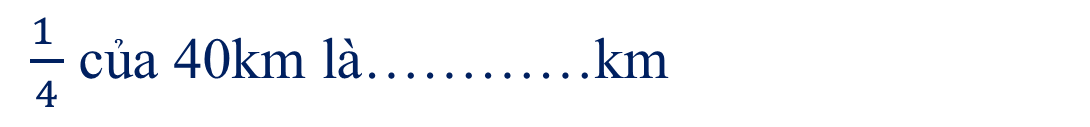 1/4 của 40km là............km